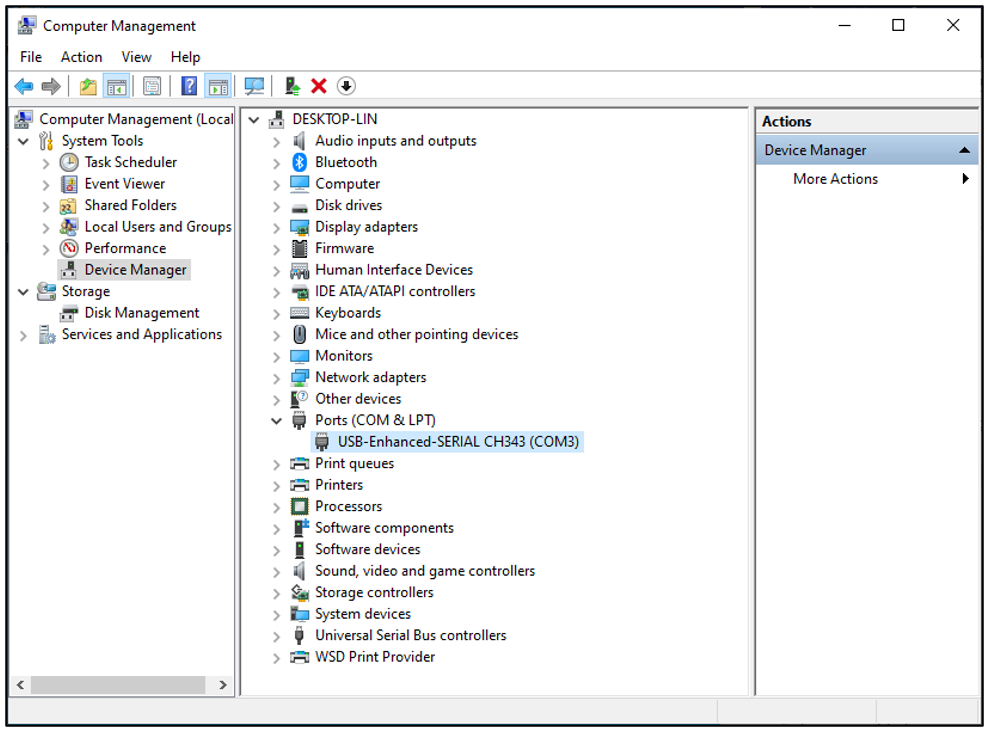 Computer Management
File Action View Help
Computer Management (Local
System Tools
Task Scheduler
Event Viewer
Shared Folders
Local Users and Groups
Performance
Device Manager
Storage
Disk Management
Services and Applications
DESKTOP-LIN
Audio inputs and outputs
Bluetooth
Computer
Disk drives
Display adapters
Firmware
Human Interface Devices
IDE ATA/ATAPI controllers
Keyboards
Mice and other pointing devices
Monitors
Network adapters
Other devices
Ports (COM & LPT)
USB-Enhanced-SERIAL CH343 (COM3)
Print queues
Printers
Processors
Software components
Software devices
Sound, video and game controllers
Storage controllers
System devices
Universal Serial Bus controllers
WSD Print Provider
Actions
Device Manager
More Actions